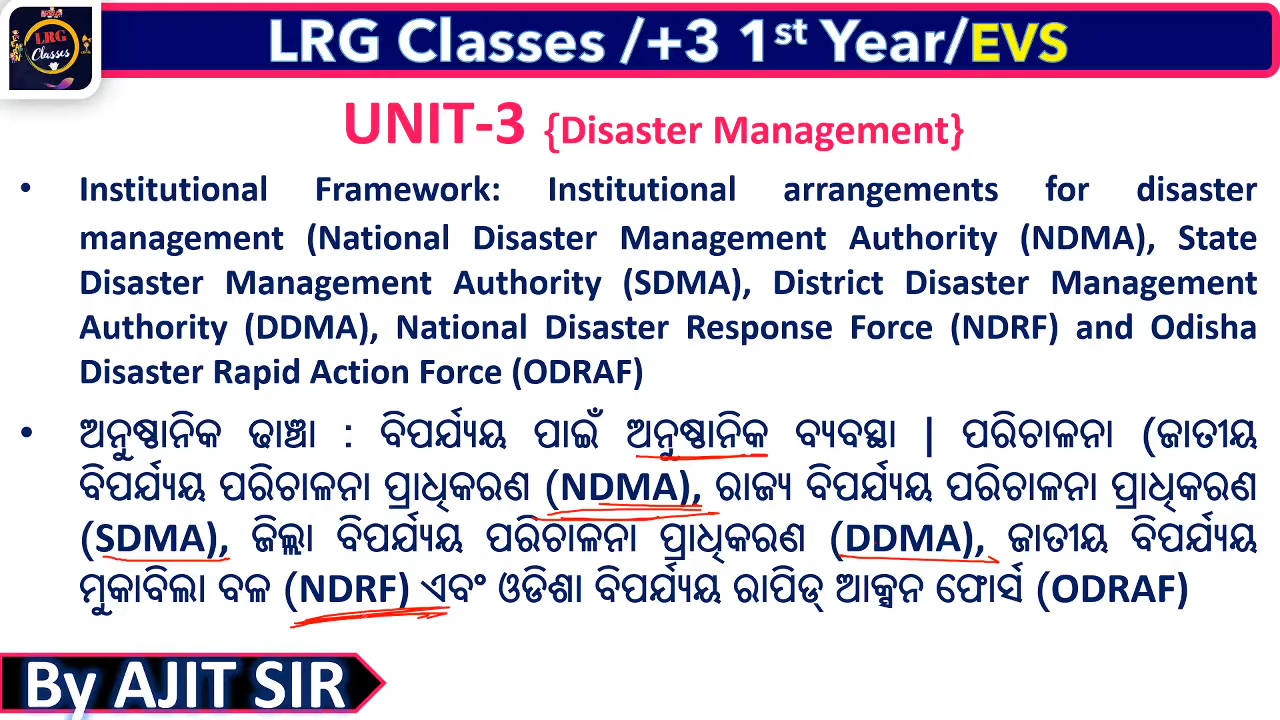 LRG
Classes
LRG Classes /+3 1st Year/EVS
UNIT-3 {Disaster Management}
• Institutional Framework: Institutional arrangements for disaster
management (National Disaster Management Authority (NDMA), State
Disaster Management Authority (SDMA), District Disaster Management
Authority (DDMA), National Disaster Response Force (NDRF) and Odisha
Disaster Rapid Action Force (ODRAF)
• ଅନୁଷ୍ଠାନିକ ଢାଞ୍ଚା : ବିପର୍ଯ୍ୟୟ ପାଇଁ ଅନୁଷ୍ଠାନିକ ବ୍ୟବସ୍ଥା | ପରିଚାଳନା (ଜାତୀୟ
ବିପର୍ଯ୍ୟୟ ପରିଚାଳନା ପ୍ରାଧିକରଣ (NDMA), ରାଜ୍ୟ ବିପର୍ଯ୍ୟୟ ପରିଚାଳନା ପ୍ରାଧିକରଣ
(SDMA), ଜିଲ୍ଲା ବିପର୍ଯ୍ୟୟ ପରିଚାଳନା ପ୍ରାଧିକରଣ (DDMA), ଜାତୀୟ ବିପର୍ଯ୍ୟୟ
ମୁକାବିଲା ବଳ (NDRF) ଏବଂ ଓଡିଶା ବିପର୍ଯ୍ୟୟ ରାପିଡ୍ ଆକ୍ସନ ଫୋର୍ସ (ODRAF)
By AJIT SIR